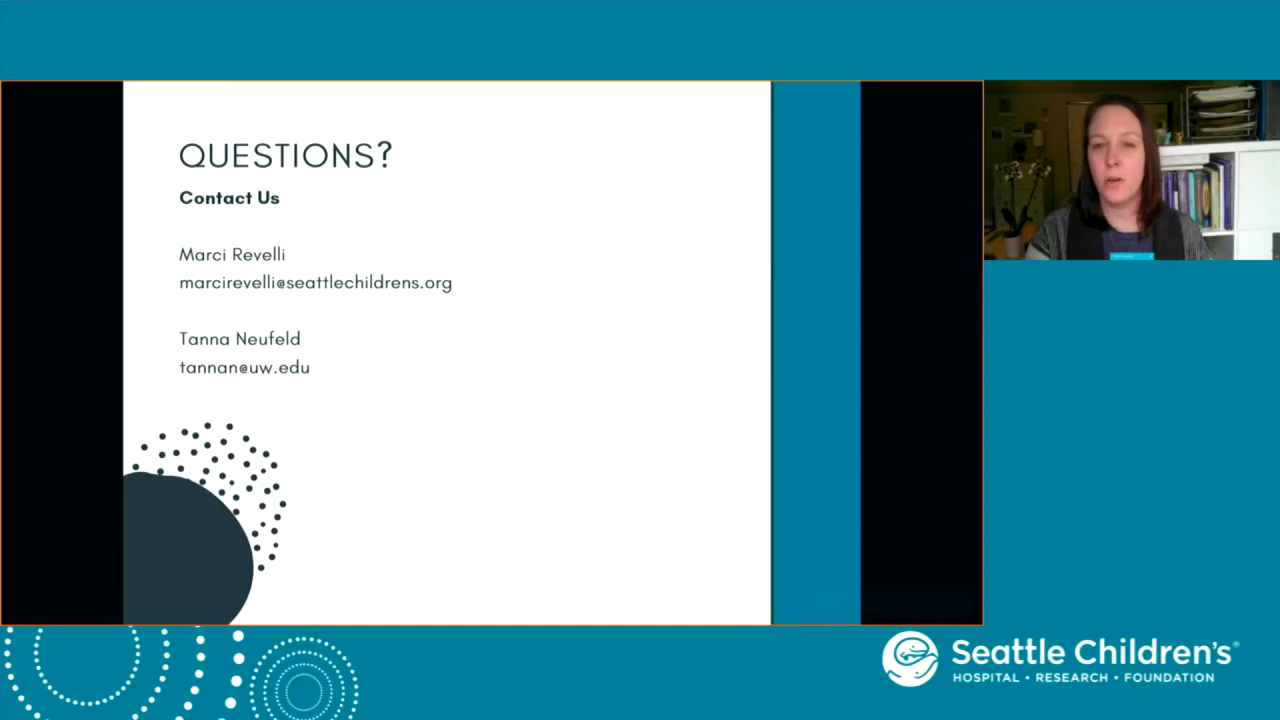 QUESTIONS?
Contact Us
Marci Revelli
marcirevelli@seattlechildrens.org
Tanna Neufeld
tannan@uw.edu
Seattle Children's®
HOSPITAL • RESEARCH • FOUNDATION